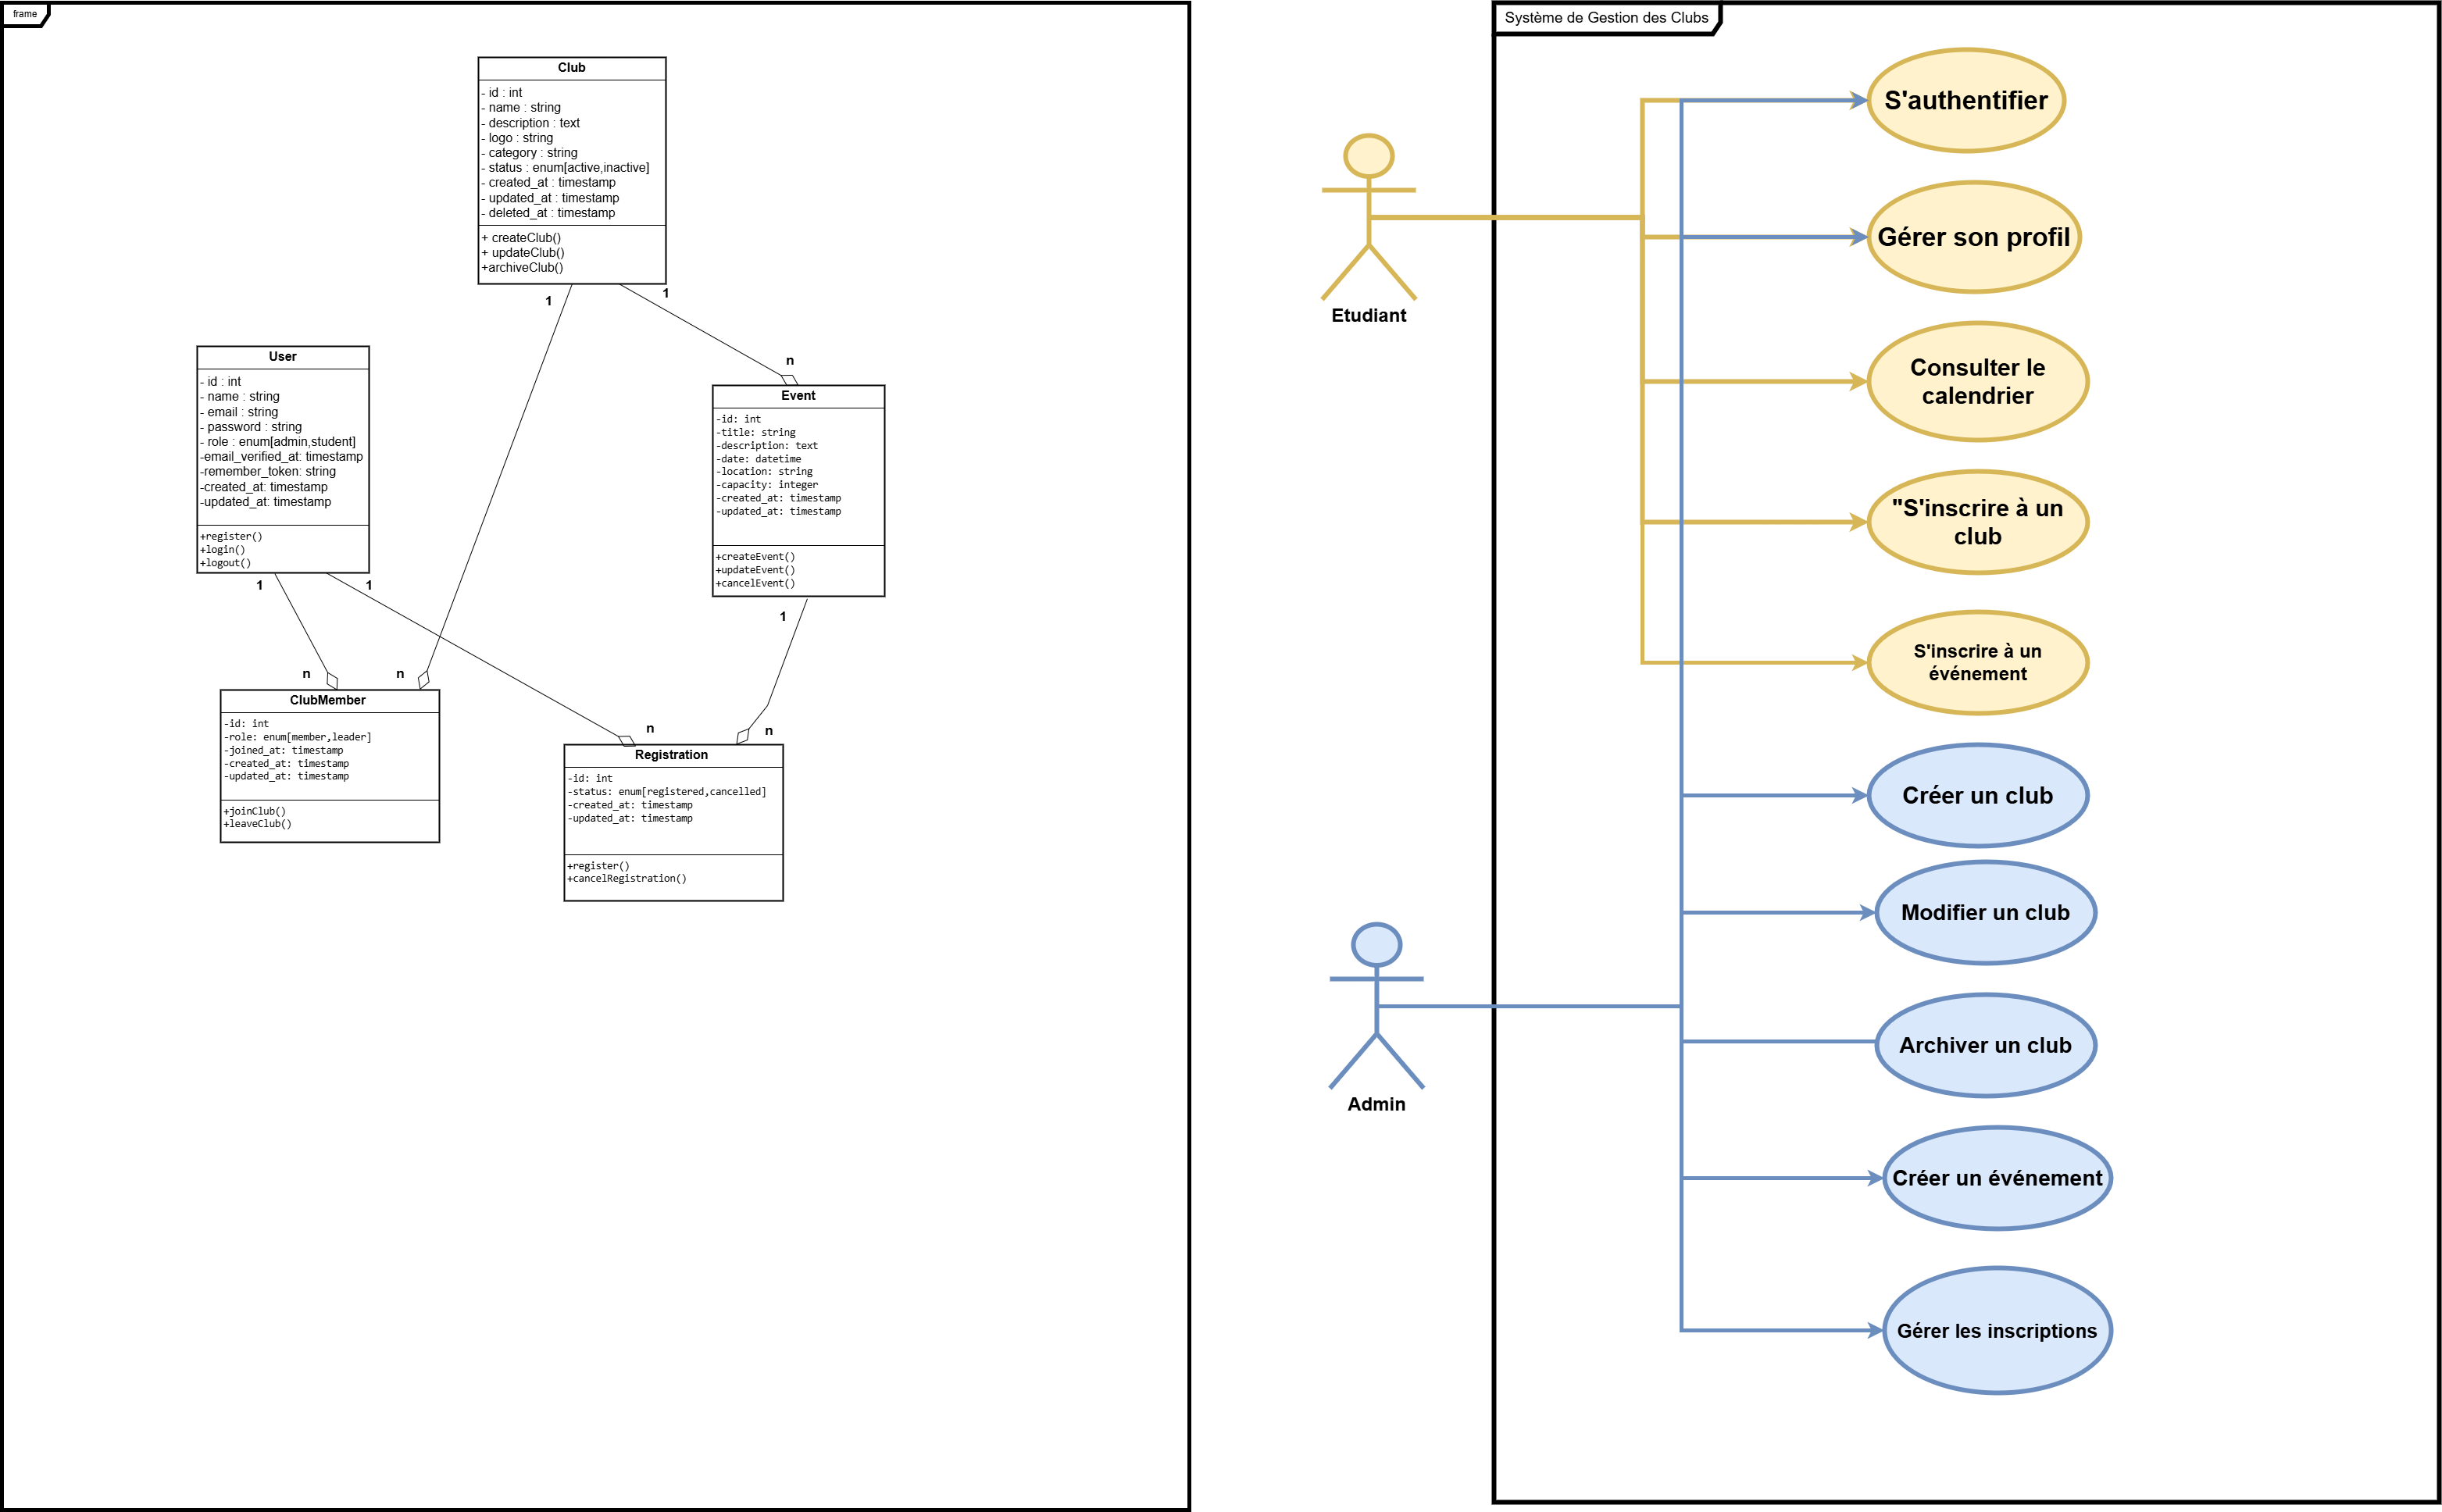 frame
Club
- id : int
- name : string
- description : text
- logo : string
- category : string
- status : enum[active,inactive]
- created_at : timestamp
- updated_at : timestamp
- deleted_at : timestamp
+ createClub()
+ updateClub()
+archiveClub()
1
1
n
User
- id : int
- name : string
- email : string
- password : string
- role : enum[admin,student]
-email_verified_at: timestamp
-remember_token: string
-created_at: timestamp
-updated_at: timestamp
+register()
+login()
+logout()
1
1
Event
-id: int
-title: string
-description: text
-date: datetime
-location: string
-capacity: integer
-created_at: timestamp
-updated_at: timestamp
+createEvent()
+updateEvent()
+cancelEvent()
1
n
n
ClubMember
-id: int
-role: enum[member,leader]
-joined_at: timestamp
-created_at: timestamp
-updated_at: timestamp
+joinClub()
+leaveClub()
n
n
Registration
-id: int
-status: enum[registered,cancelled]
-created_at: timestamp
-updated_at: timestamp
+register()
+cancelRegistration()
Système de Gestion des Clubs
Etudiant
Admin
S'authentifier
Gérer son profil
Consulter le
calendrier
"S'inscrire à un
club
S'inscrire à un
événement
Créer un club
Modifier un club
Archiver un club
Créer un événement
Gérer les inscriptions